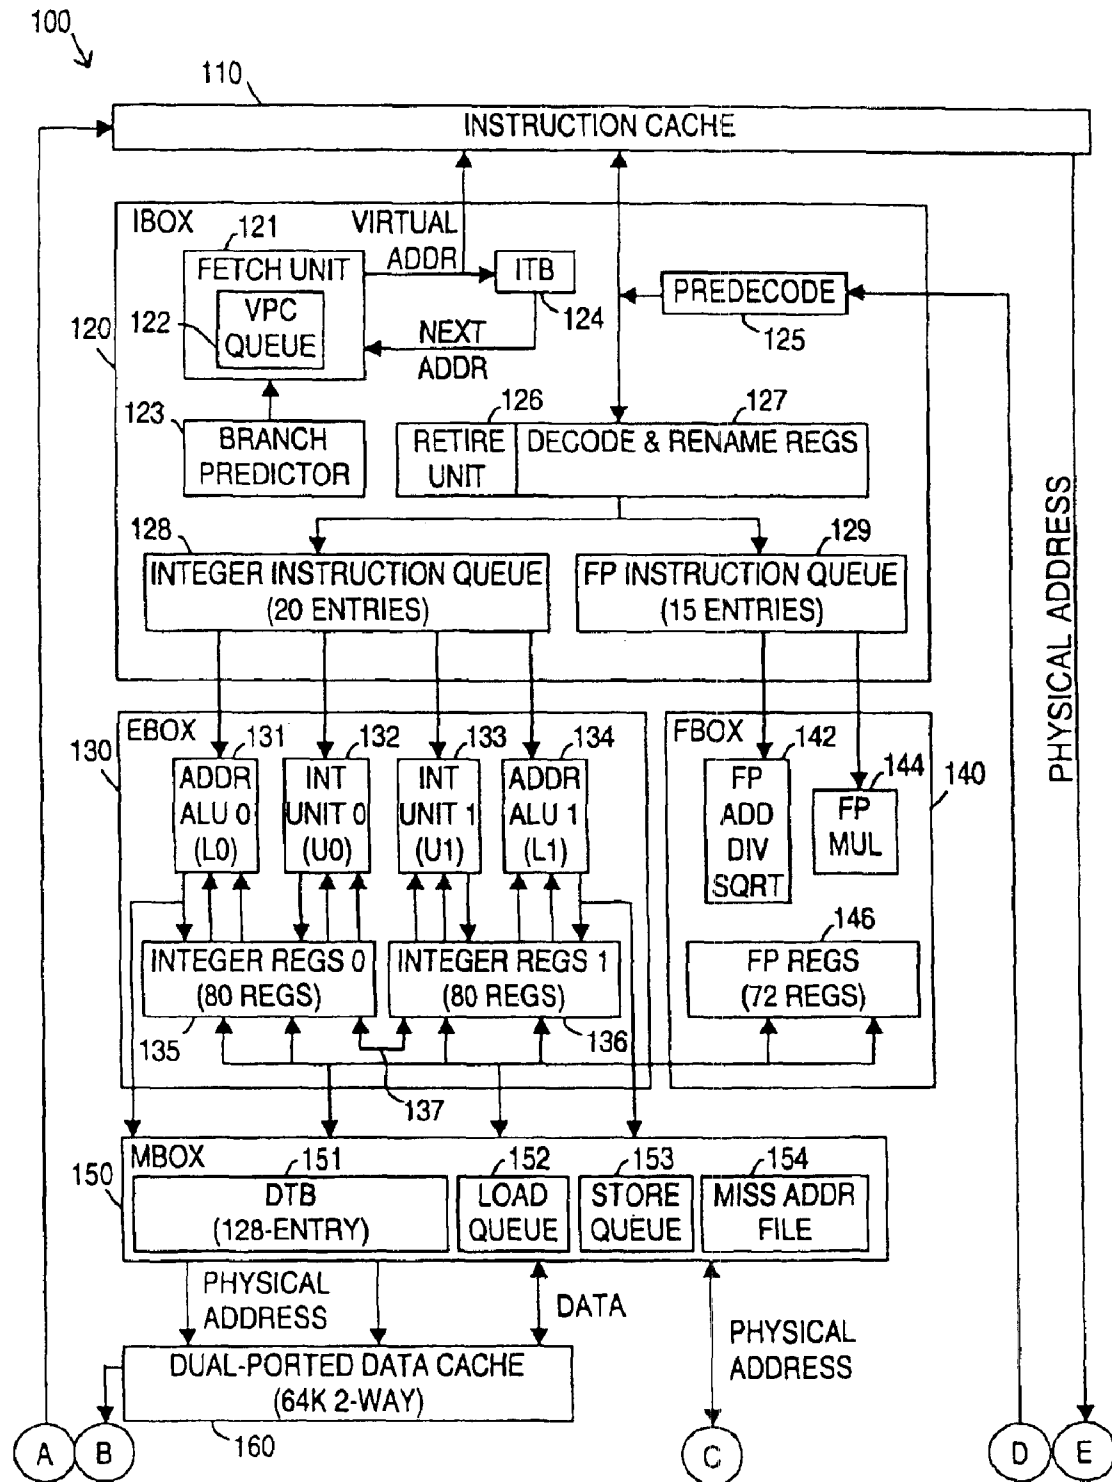 100
110
INSTRUCTION CACHE
IBOX
121
VIRTUAL
ADDR
FETCH UNIT
VPC
QUEUE
122
ITB
124
NEXT
ADDR
PREDECODE
125
120
123
BRANCH
PREDICTOR
126
127
RETIRE
UNIT
DECODE & RENAME REGS
128
INTEGER INSTRUCTION QUEUE
(20 ENTRIES)
129
FP INSTRUCTION QUEUE
(15 ENTRIES)
PHYSICAL ADDRESS
130
EBOX
131
132
133
134
ADDR
ALU 0
(L0)
INT
UNIT 0
(U0)
INT
UNIT 1
(U1)
ADDR
ALU 1
(L1)
FBOX
142
144
140
FP
ADD
DIV
SQRT
FP
MUL
INTEGER REGS 0
(80 REGS)
INTEGER REGS 1
(80 REGS)
146
FP REGS
(72 REGS)
135
136
137
150
MBOX
151
152
153
154
DTB
(128-ENTRY)
LOAD
QUEUE
STORE
QUEUE
MISS ADDR
FILE
PHYSICAL
ADDRESS
DATA
PHYSICAL
ADDRESS
DUAL-PORTED DATA CACHE
(64K 2-WAY)
160
A
B
C
D
E